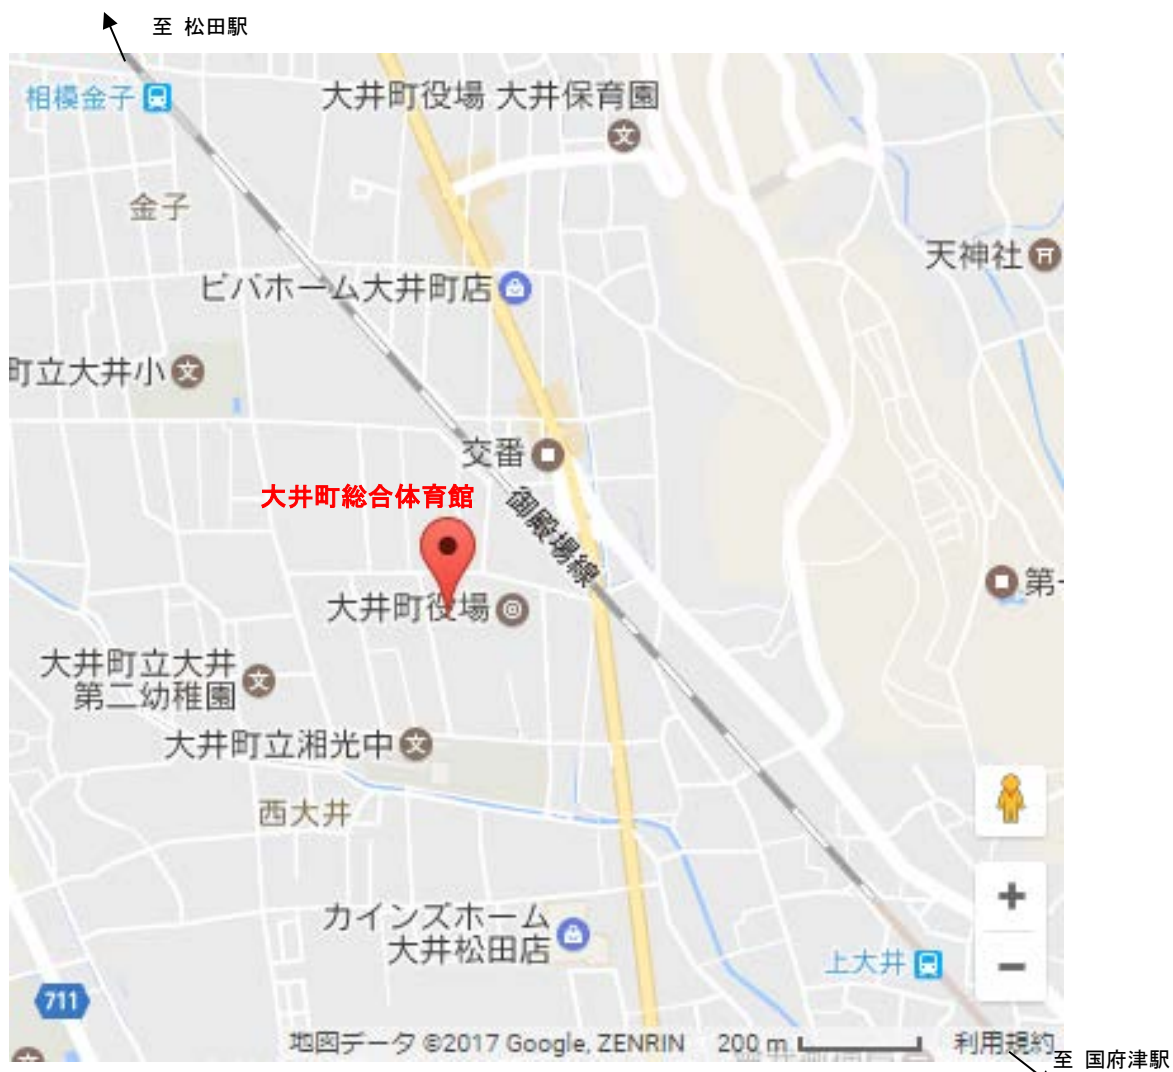 至 松田駅
相模金子
大井町役場 大井保育園
文
金子
天神社
ビバホーム大井町店
町立大井小
文
交番
大井町総合体育館
御殿場線
第一
大井町役場
大井町立大井
第二幼稚園
文
大井町立湘光中
文
西大井
カインズホーム
大井松田店
上大井
711
地図データ ©2017 Google, ZENRIN
200 m
利用規約
至 国府津駅